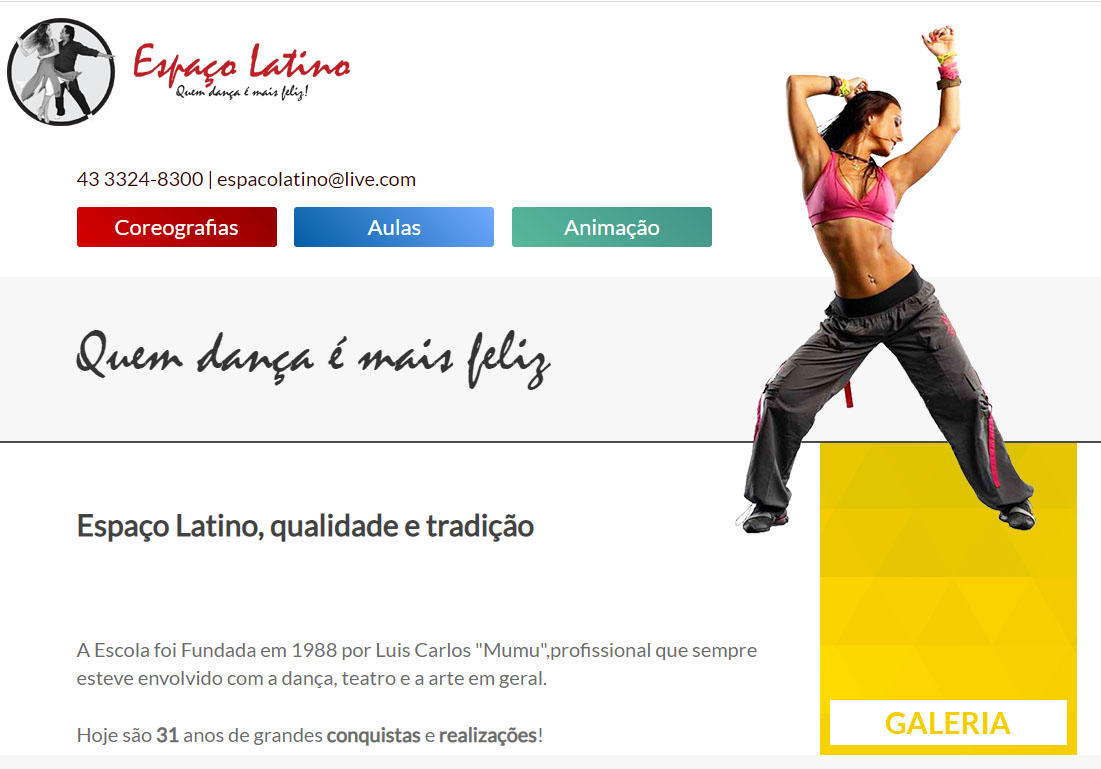 Espaço Latino
Quem dança é mais feliz!
43 3324-8300 | espacolatino@live.com
Coreografias
Aulas
Animação
Quem dança é mais feliz
Espaço Latino, qualidade e tradição
A Escola foi Fundada em 1988 por Luis Carlos "Mumu",profissional que sempre
esteve envolvido com a dança, teatro e a arte em geral.
Hoje são 31 anos de grandes conquistas e realizações!
GALERIA